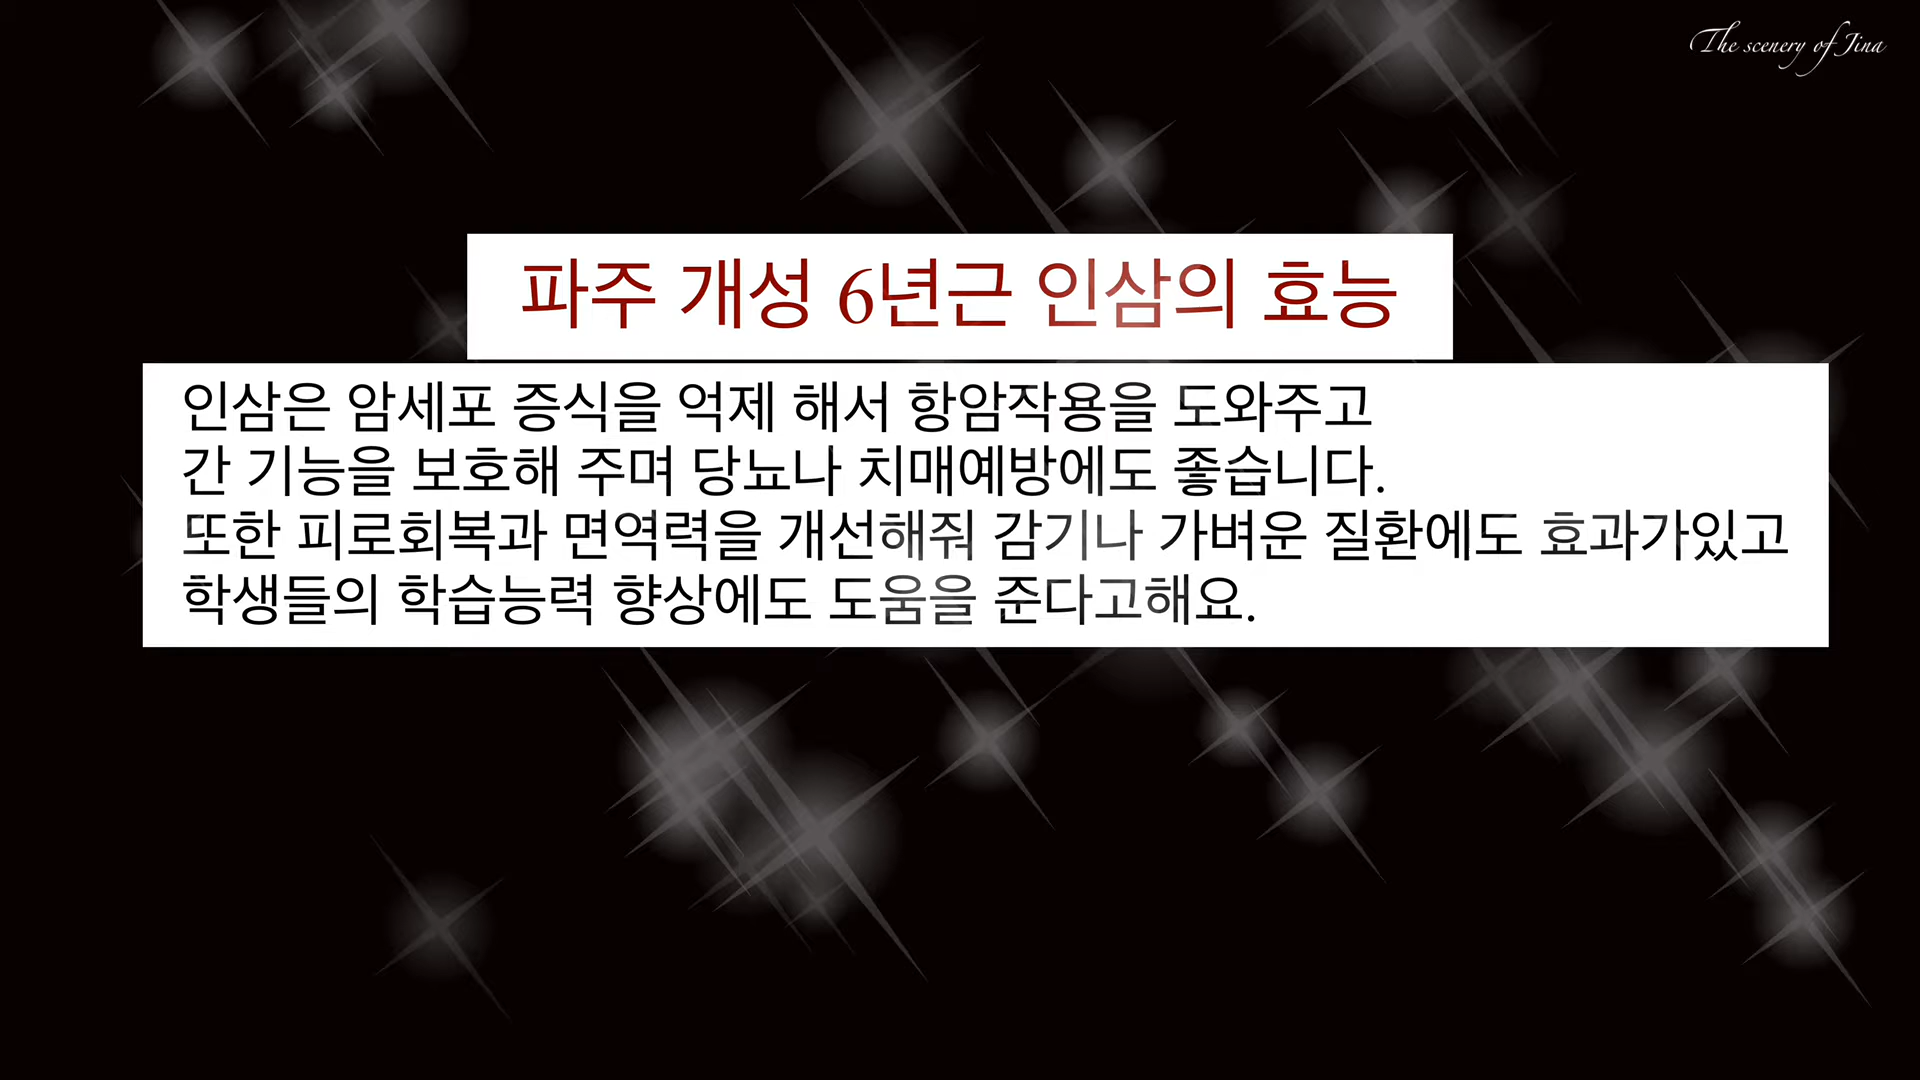 The scenery of Jina
파주 개성 6년근 인삼의 효능
인삼은 암세포 증식을 억제 해서 항암작용을 도와주고
간 기능을 보호해 주며 당뇨나 치매예방에도 좋습니다.
또한 피로회복과 면역력을 개선해줘 감기나 가벼운 질환에도 효과가있고
학생들의 학습능력 향상에도 도움을 준다고해요.